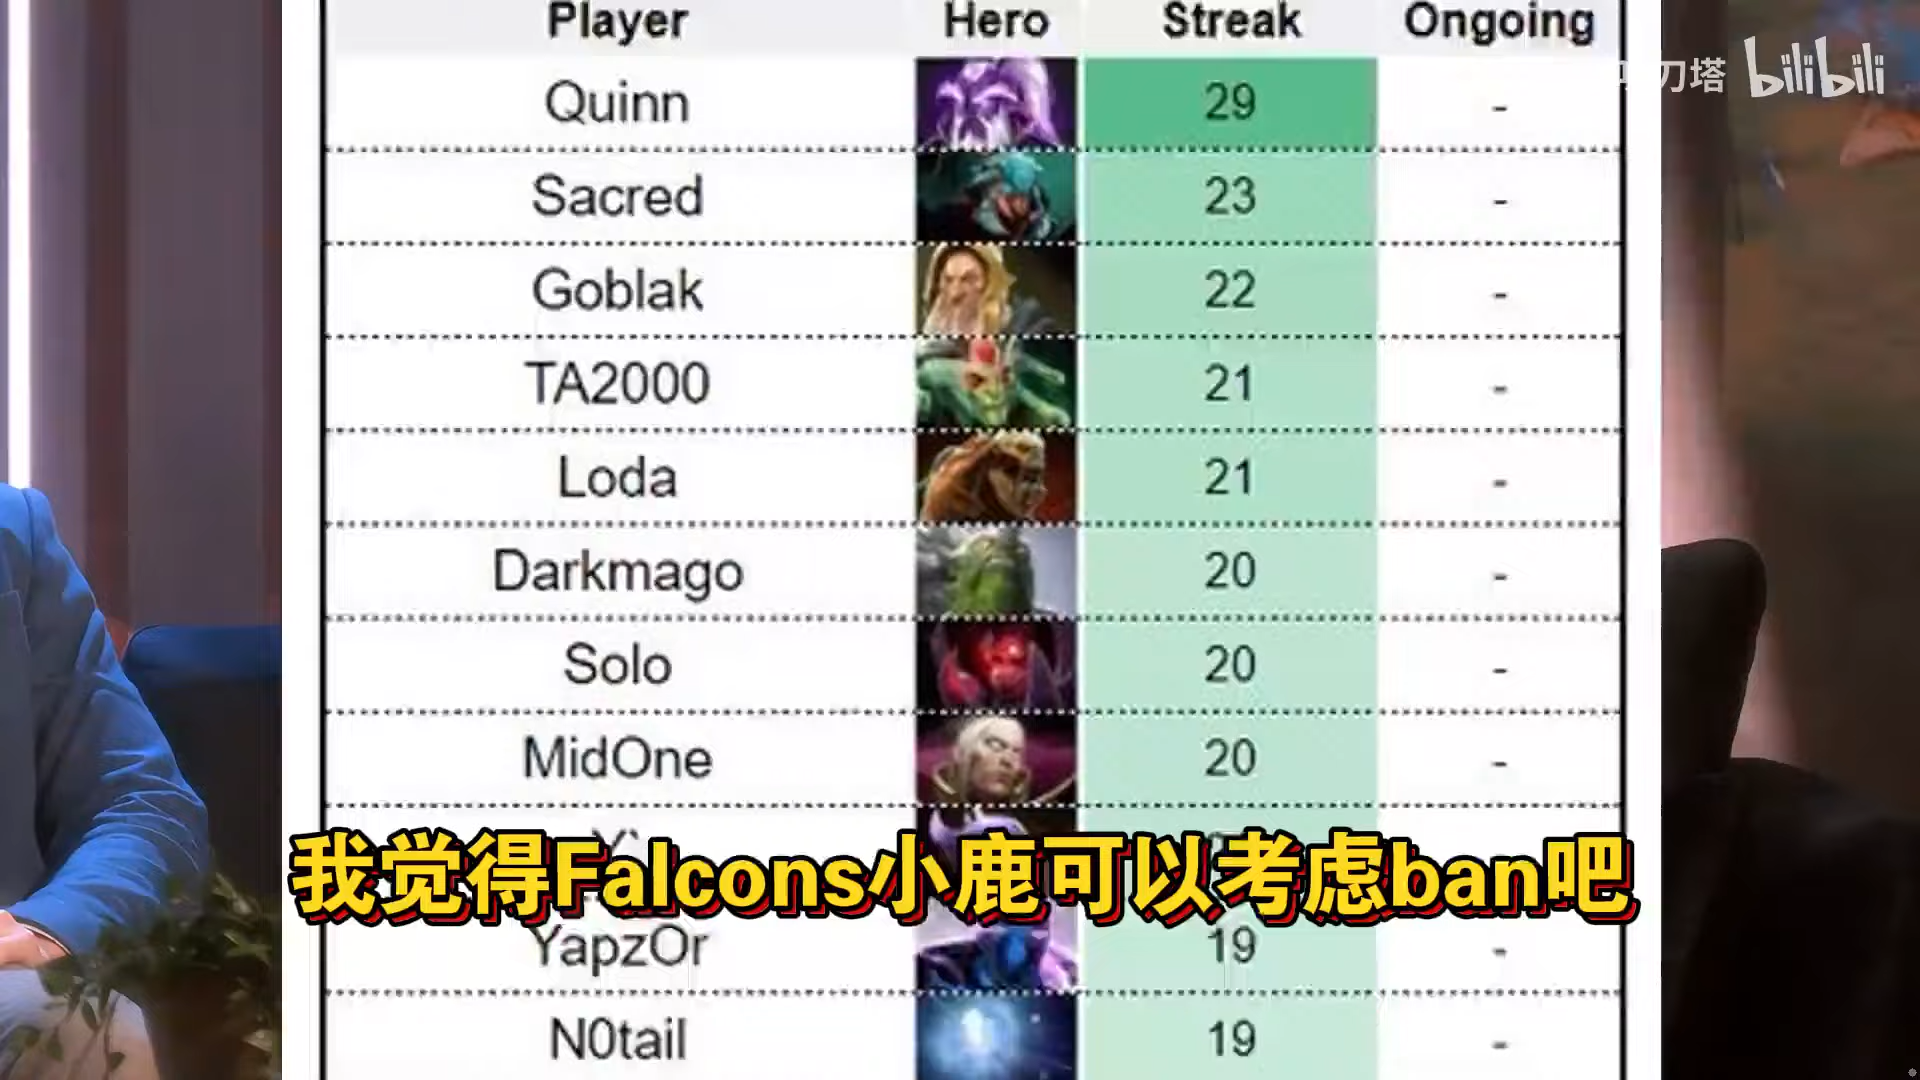 Player Hero Streak Ongoing
刀塔 bilibili
Quinn 29 -
Sacred 23 -
Goblak 22 -
TA2000 21 -
Loda 21 -
Darkmago 20 -
Solo 20 -
MidOne 20 -
我觉得Falcons小鹿可以考虑ban吧
YapzOr 19 -
N0tail 19 -